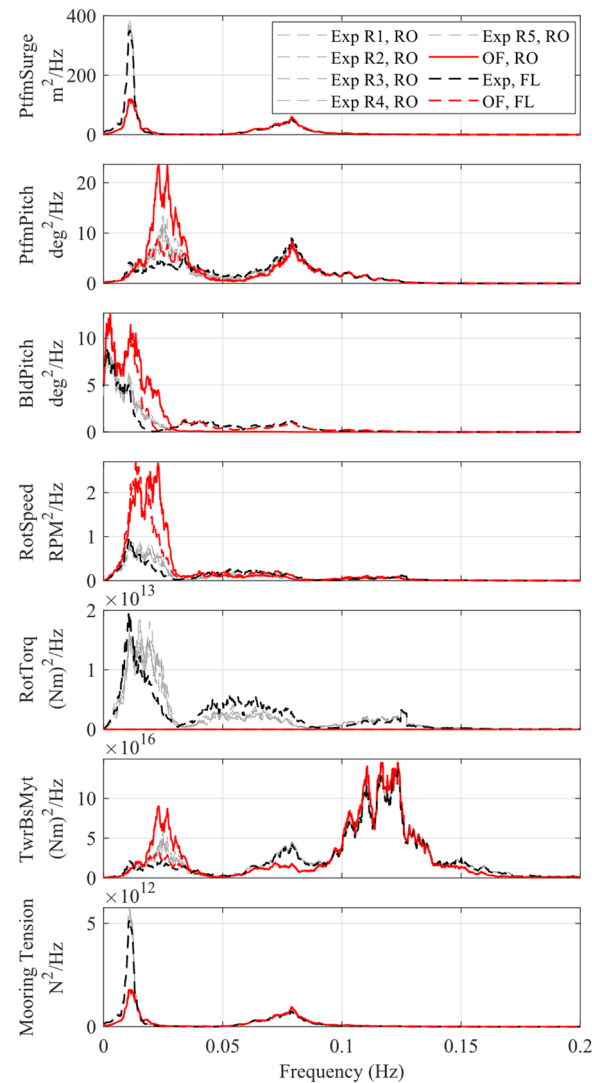 400
200
0
PtfmSurge
m²/Hz
Exp R1, RO
Exp R2, RO
Exp R3, RO
Exp R4, RO
Exp R5, RO
OF, RO
Exp, FL
OF, FL
20
10
0
PtfmPitch
deg²/Hz
10
5
0
BldPitch
deg²/Hz
2
1
0
RotSpeed
RPM²/Hz
×10¹³
2
1
0
RotTorq
(Nm)²/Hz
×10¹⁶
10
5
0
TwrBsMyt
(Nm)²/Hz
×10¹²
5
0
Mooring Tension
N²/Hz
0 0.05 0.1 0.15 0.2
Frequency (Hz)